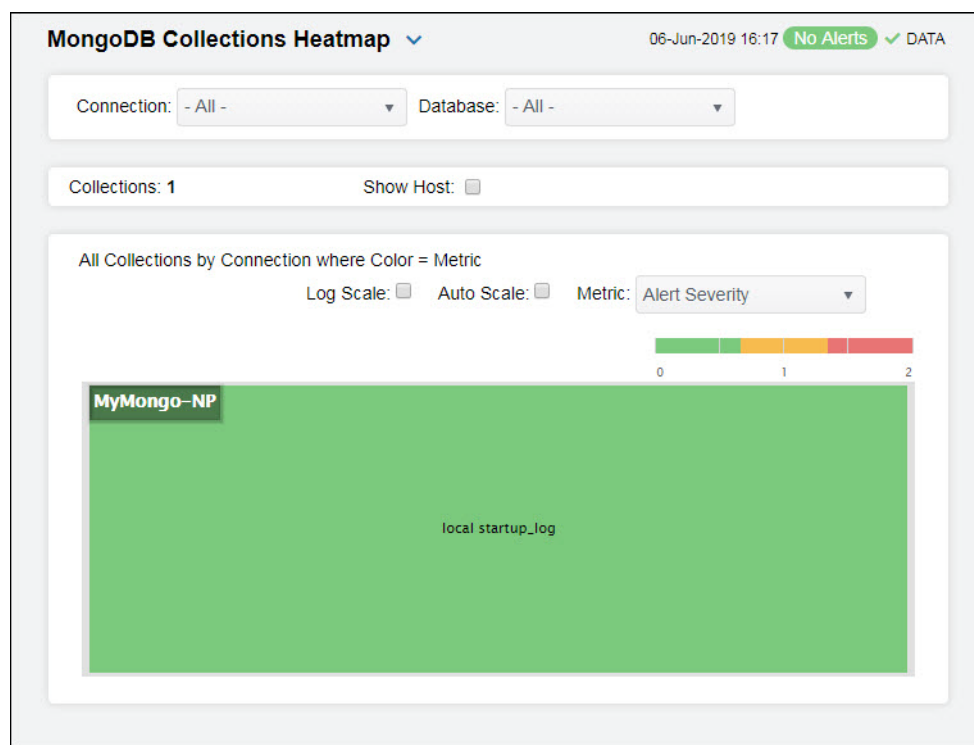 MongoDB Collections Heatmap 06-Jun-2019 16:17 No Alerts DATA
Connection: - All - Database: - All -
Collections: 1 Show Host:
All Collections by Connection where Color = Metric
Log Scale: Auto Scale: Metric: Alert Severity
0 1 2
MyMongo-NP
local startup_log